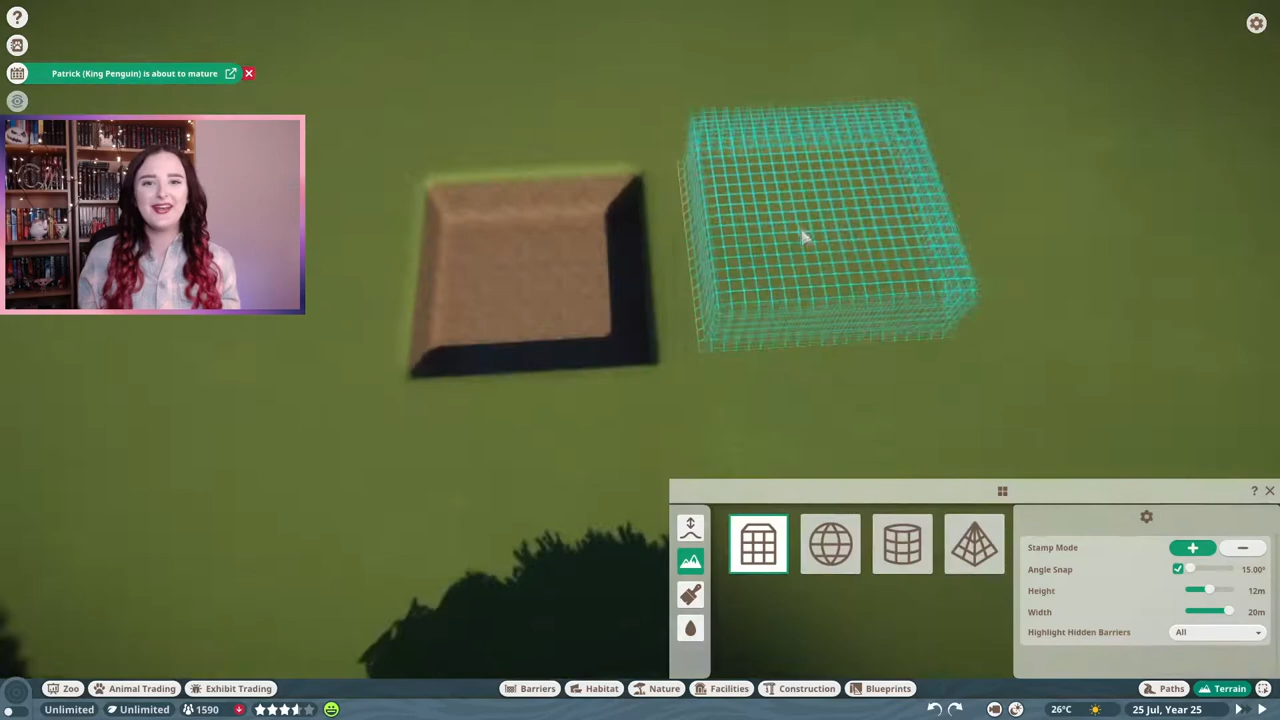 ?
Patrick (King Penguin) is about to mature
?
Stamp Mode
Angle Snap 15.00°
Height 12m
Width 20m
Highlight Hidden Barriers All
Zoo Animal Trading Exhibit Trading Barriers Habitat Nature Facilities Construction Blueprints Paths Terrain
Unlimited Unlimited 1590 26°C 25 Jul, Year 25